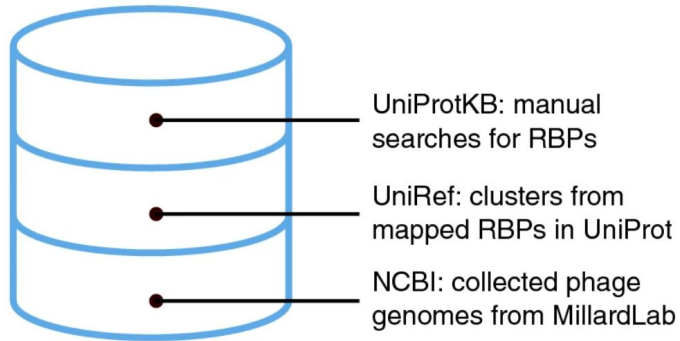 UniProtKB: manual
searches for RBPs
UniRef: clusters from
mapped RBPs in UniProt
NCBI: collected phage
genomes from MillardLab